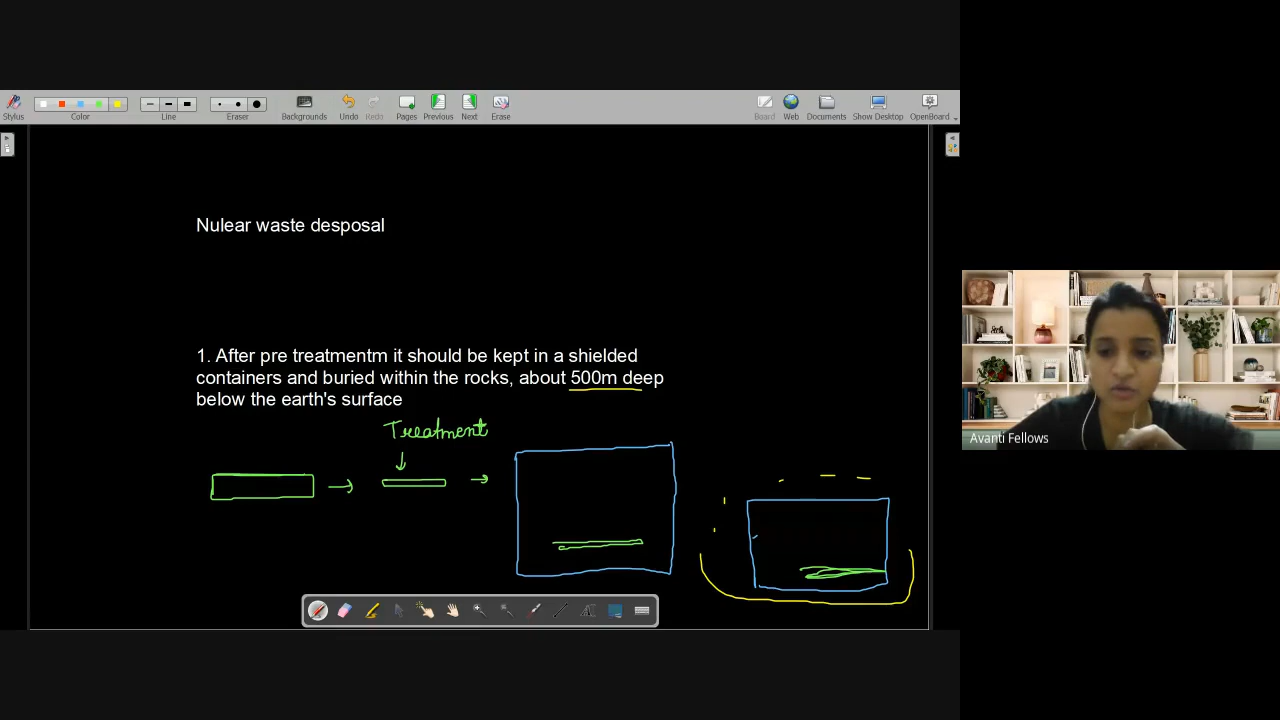 Stylus
Color
Line
Eraser
Backgrounds
Undo
Redo
Pages
Previous
Next
Erase
Board
Web
Documents
Show Desktop
OpenBoard
Nulear waste desposal
1. After pre treatmentm it should be kept in a shielded
containers and buried within the rocks, about 500m deep
below the earth's surface
Treatment
Avanti Fellows